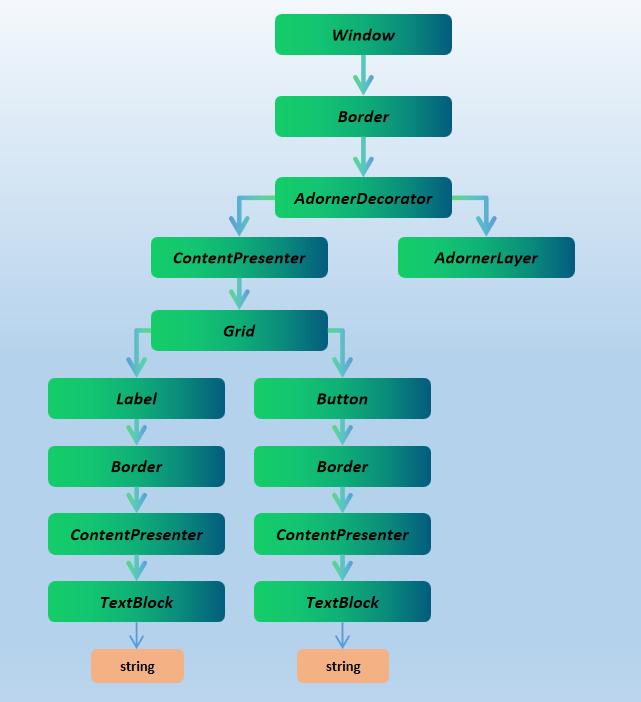 Window
Border
AdornerDecorator
ContentPresenter
AdornerLayer
Grid
Label
Button
Border
Border
ContentPresenter
ContentPresenter
TextBlock
TextBlock
string
string